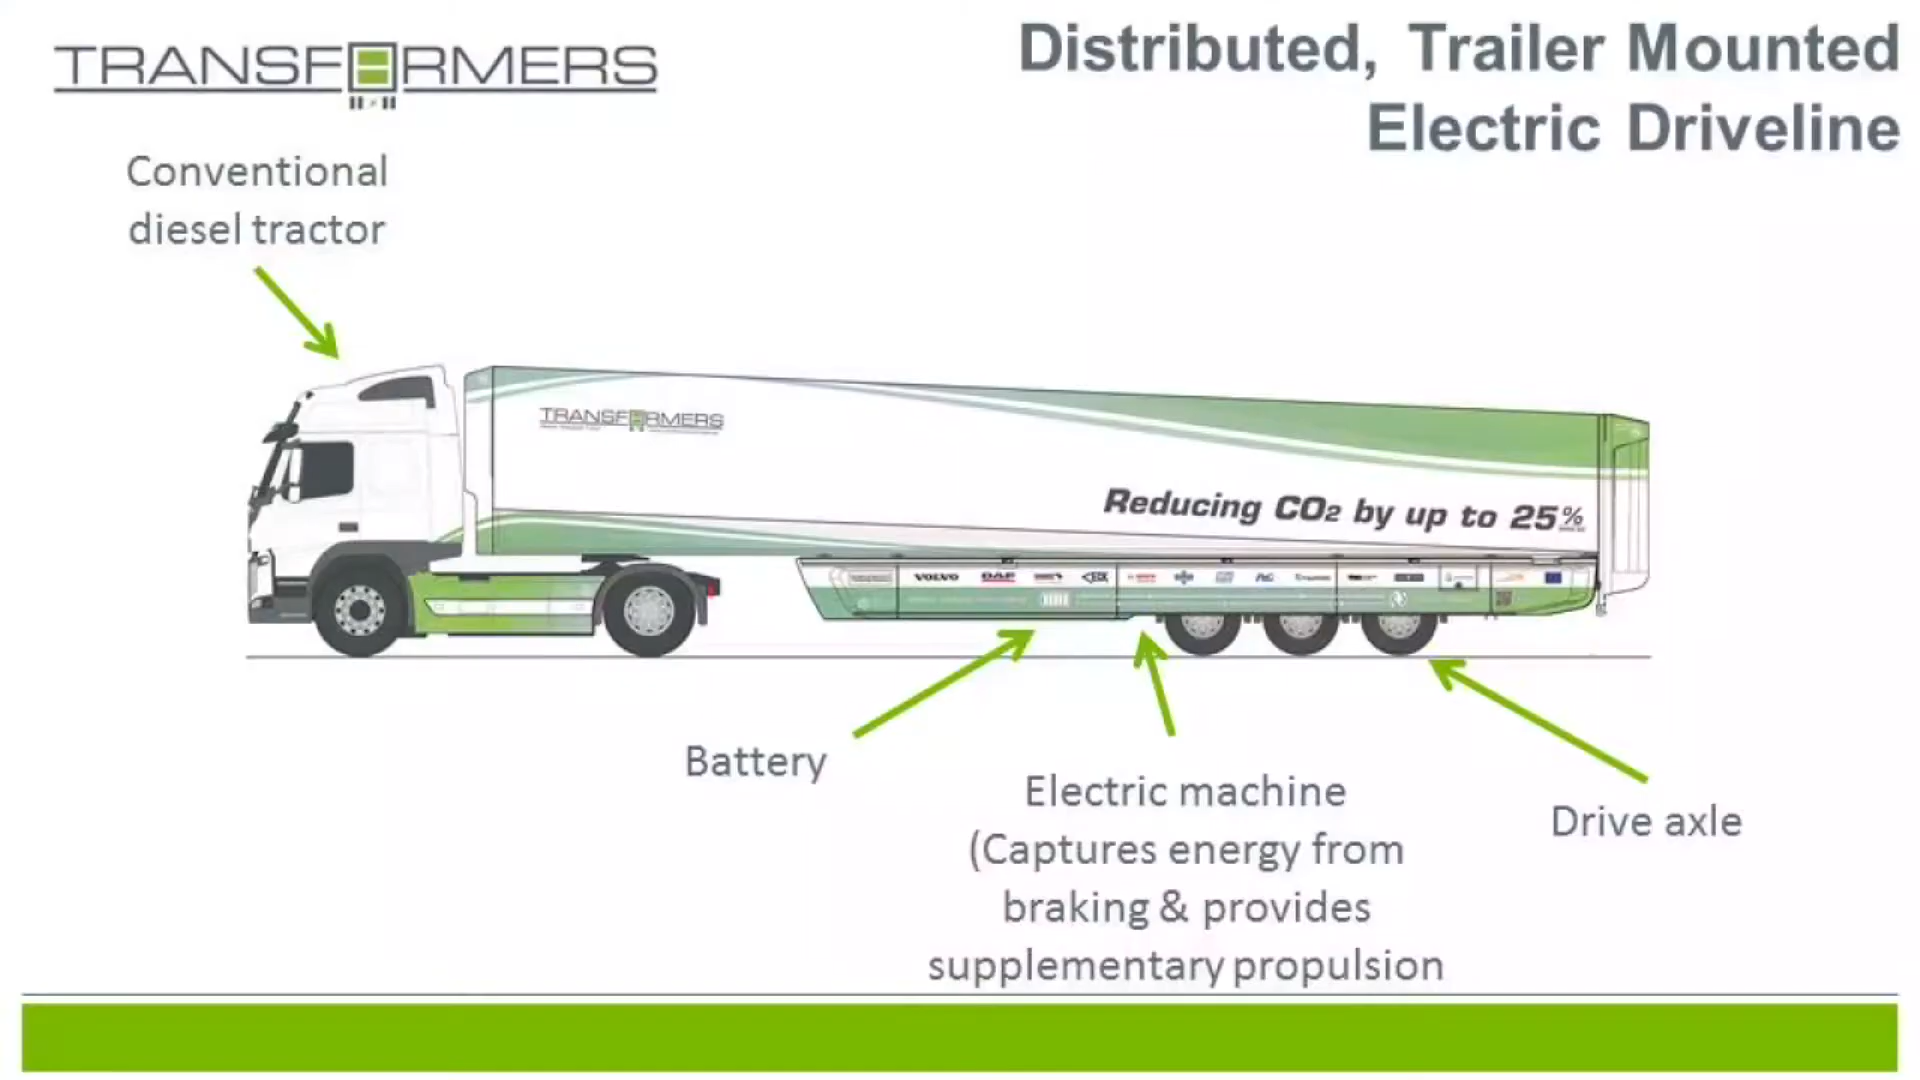 TRANSFORMERS
Distributed, Trailer Mounted
Electric Driveline
Conventional
diesel tractor
TRANSFORMERS
Reducing CO2 by up to 25%
VOLVO
DAF
Battery
Electric machine
(Captures energy from
braking & provides
supplementary propulsion
Drive axle